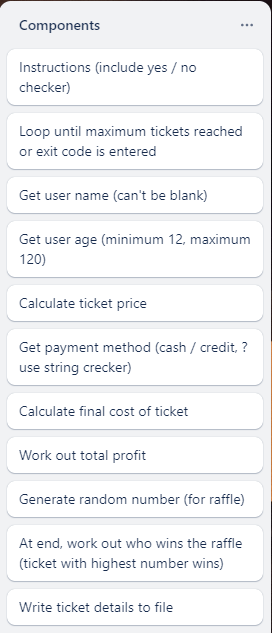 Components
Instructions (include yes / no
checker)
Loop until maximum tickets reached
or exit code is entered
Get user name (can't be blank)
Get user age (minimum 12, maximum
120)
Calculate ticket price
Get payment method (cash / credit, ?
use string crecker)
Calculate final cost of ticket
Work out total profit
Generate random number (for raffle)
At end, work out who wins the raffle
(ticket with highest number wins)
Write ticket details to file